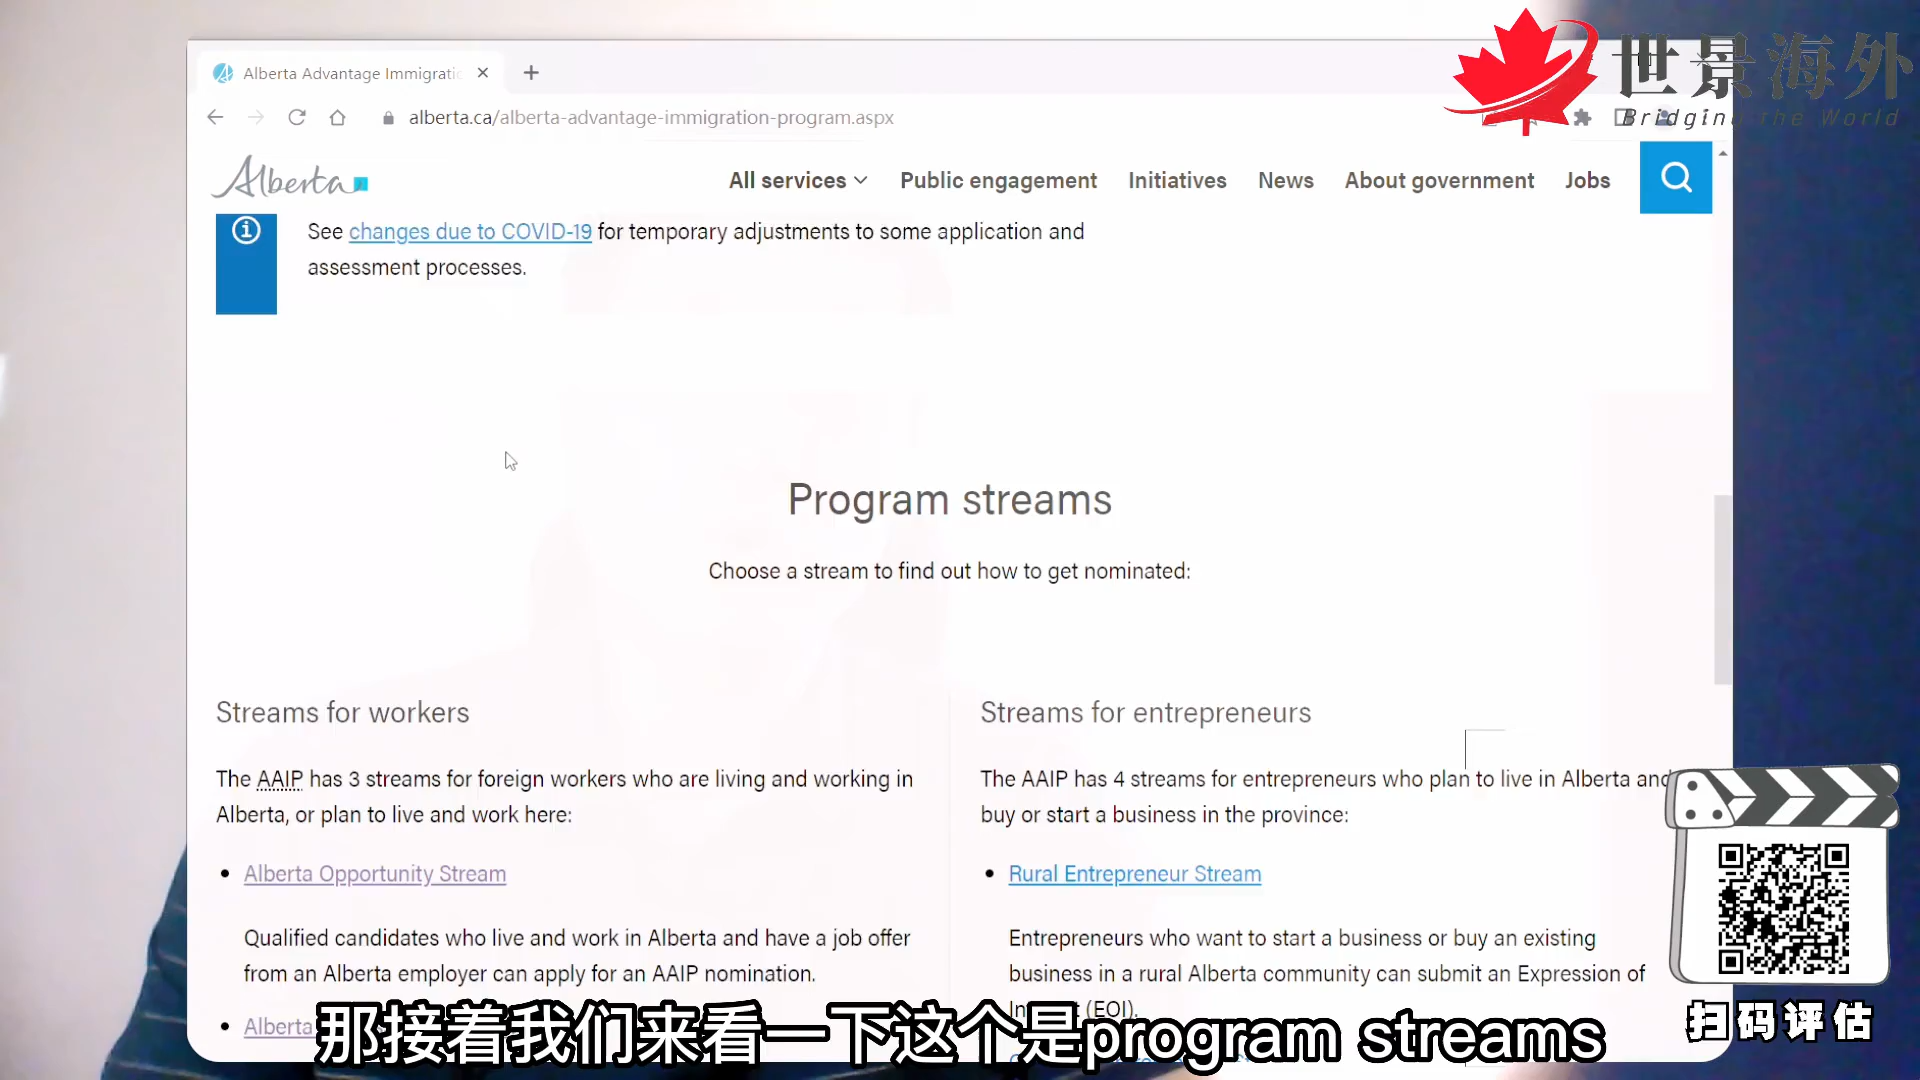 Alberta Advantage Immigrati
alberta.ca/alberta-advantage-immigration-program.aspx
世景海外
Bridging the World
Alberta
All services
Public engagement
Initiatives
News
About government
Jobs
See changes due to COVID-19 for temporary adjustments to some application and
assessment processes.
Program streams
Choose a stream to find out how to get nominated:
Streams for workers
The AAIP has 3 streams for foreign workers who are living and working in
Alberta, or plan to live and work here:
Alberta Opportunity Stream
Qualified candidates who live and work in Alberta and have a job offer
from an Alberta employer can apply for an AAIP nomination.
Alberta
Streams for entrepreneurs
The AAIP has 4 streams for entrepreneurs who plan to live in Alberta and
buy or start a business in the province:
Rural Entrepreneur Stream
Entrepreneurs who want to start a business or buy an existing
business in a rural Alberta community can submit an Expression of
(EOI).
那接着我们来看一下这个是program streams
扫码评估